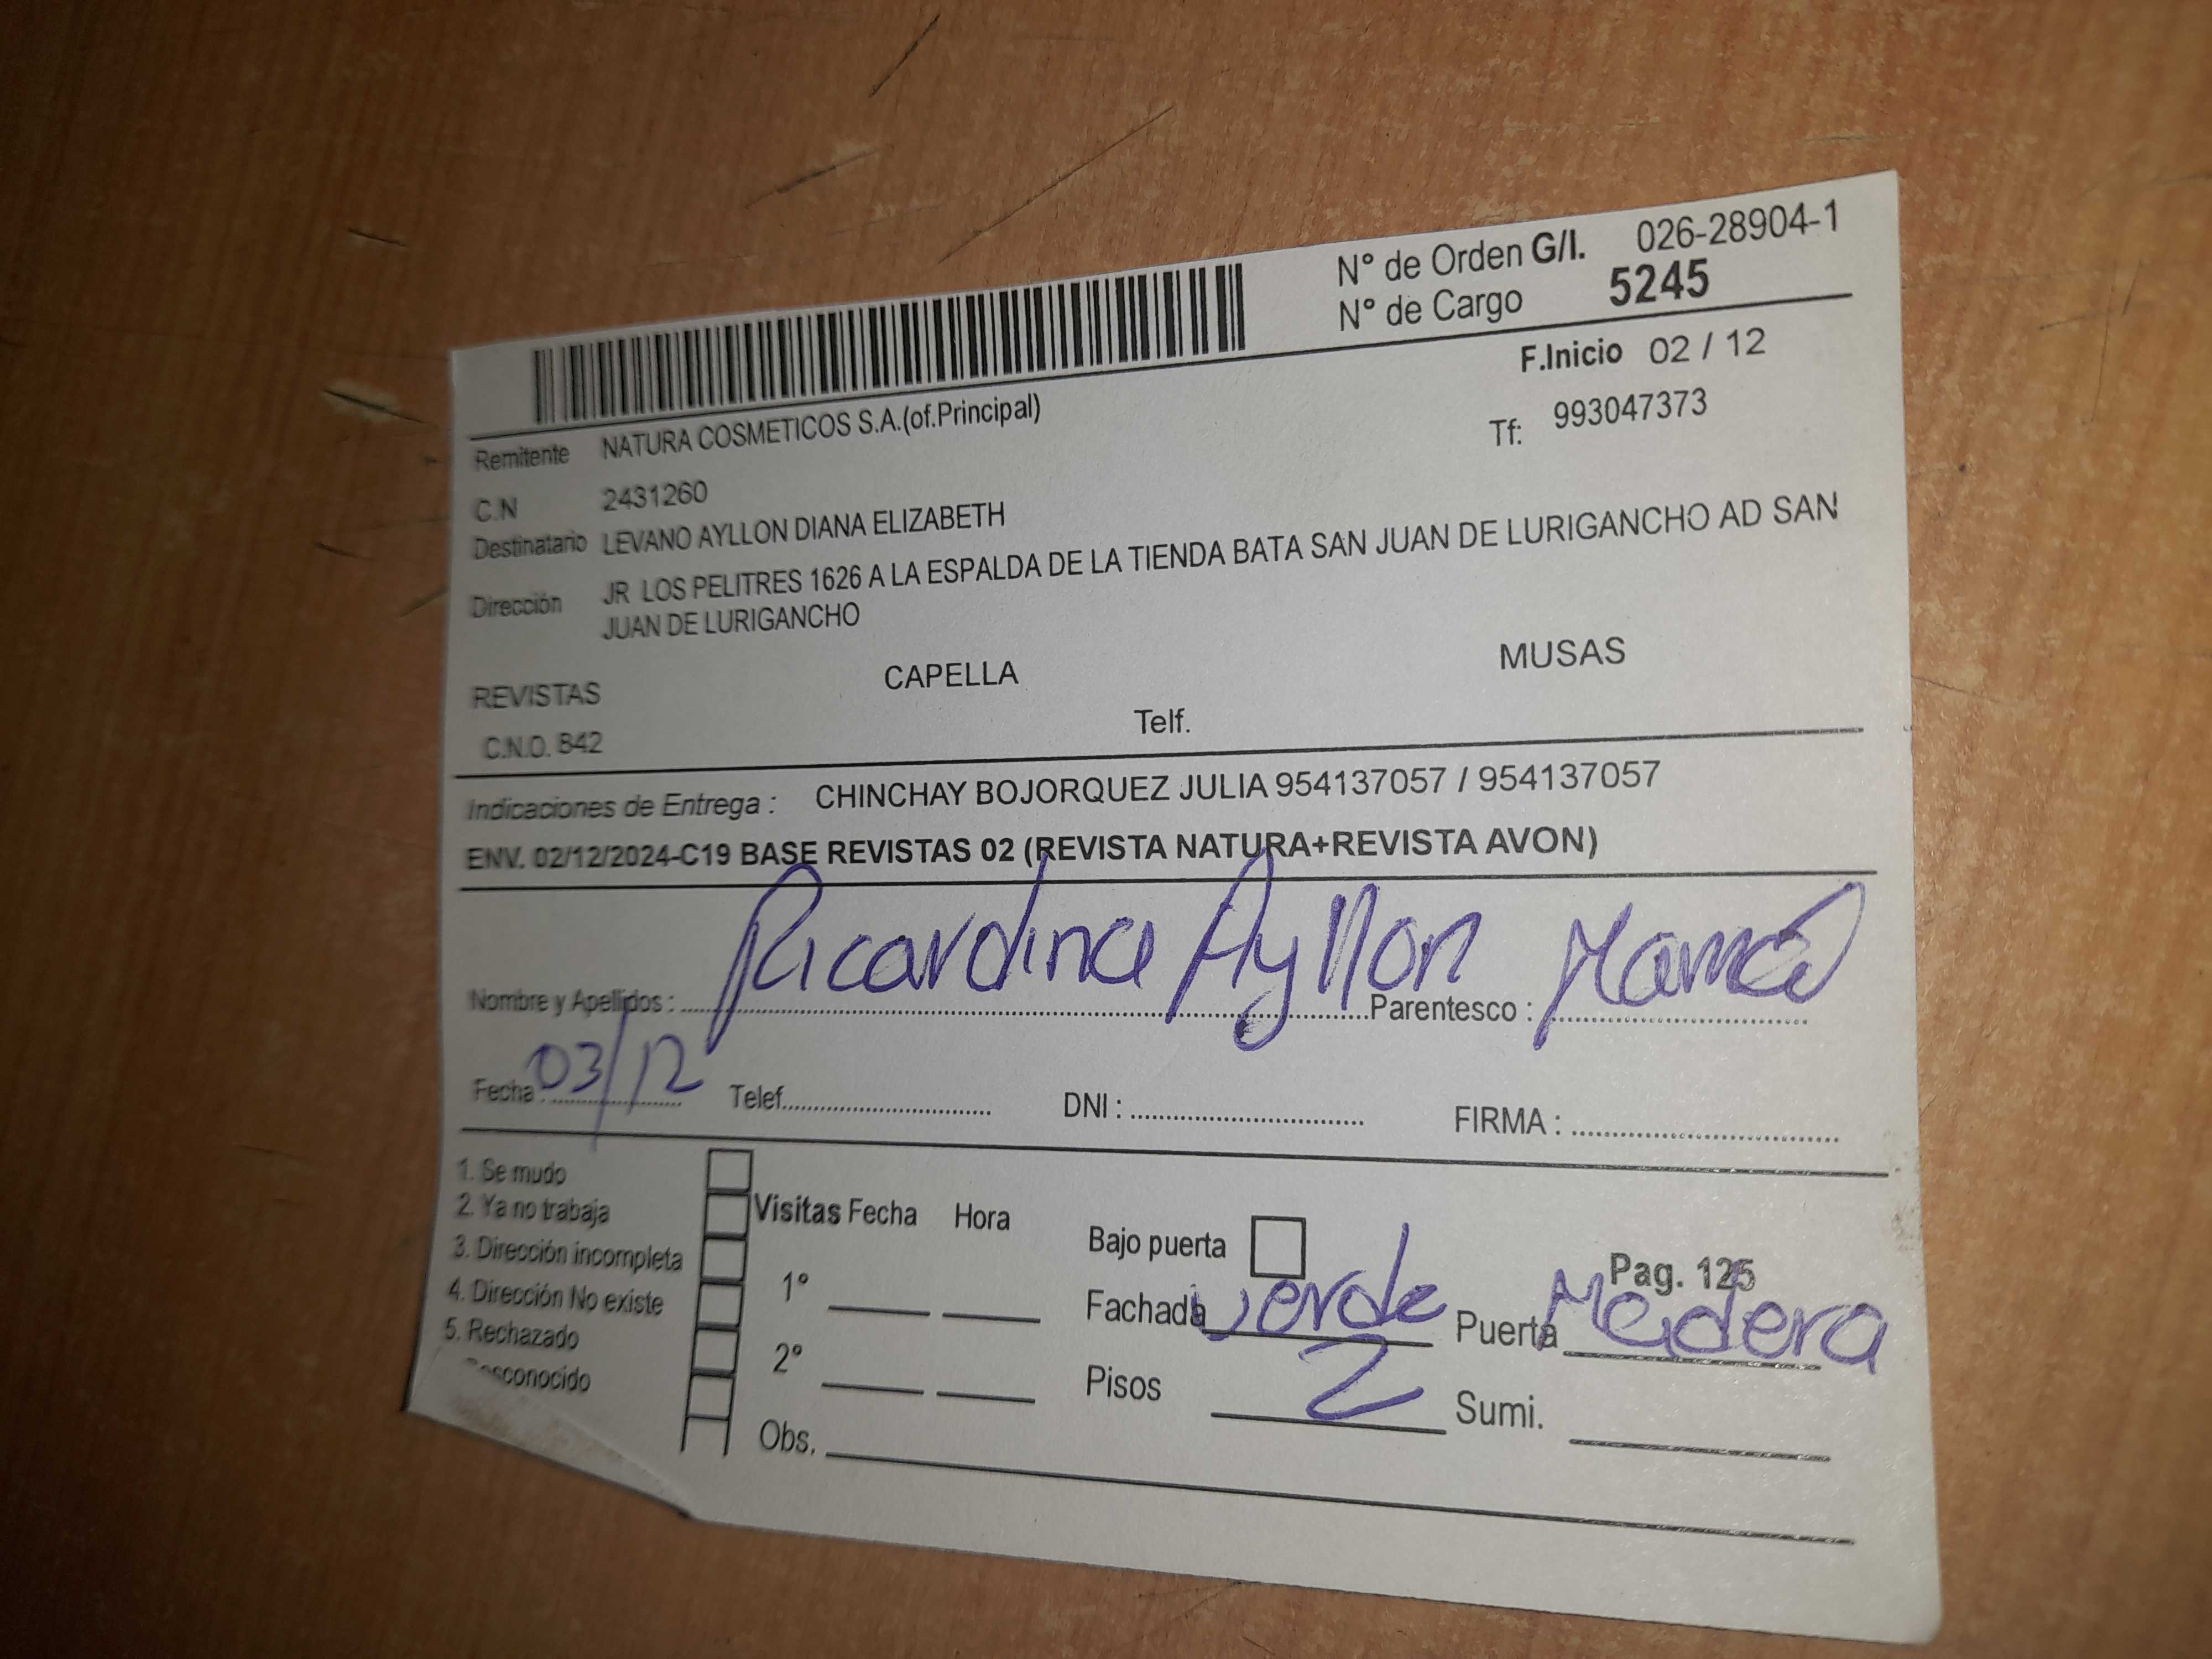 N° de Orden G/I. 026-28904-1
N° de Cargo 5245
F.Inicio 02 / 12
Remitente NATURA COSMETICOS S.A.(of.Principal)
Tf: 993047373
C.N 2431260
Destinatario LEVANO AYLLON DIANA ELIZABETH
Dirección JR LOS PELITRES 1626 A LA ESPALDA DE LA TIENDA BATA SAN JUAN DE LURIGANCHO AD SAN
JUAN DE LURIGANCHO
REVISTAS CAPELLA MUSAS
C.N.O. 842 Telf.
Indicaciones de Entrega : CHINCHAY BOJORQUEZ JULIA 954137057 / 954137057
ENV. 02/12/2024-C19 BASE REVISTAS 02 (REVISTA NATURA+REVISTA AVON)
Nombre y Apellidos : Ricardina Ayllon Parentesco : Mamá
Fecha : 03/12 Telef. DNI : FIRMA :
1. Se mudo
2. Ya no trabaja
3. Dirección incompleta
4. Dirección No existe
5. Rechazado
Visitas Fecha Hora
1°
2°
Obs.
Bajo puerta Pag. 125
Fachada verde Puerta Madera
Pisos 2 Sumi.